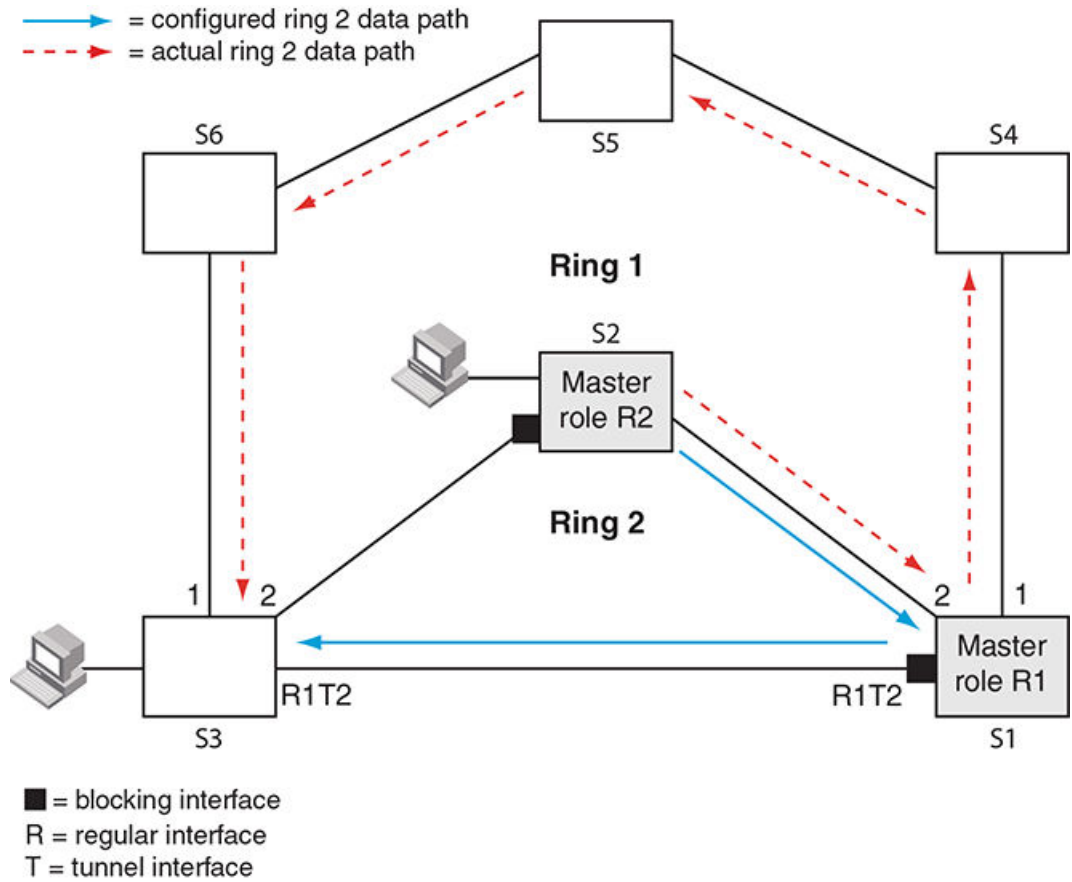 = configured ring 2 data path
= actual ring 2 data path
S6
S5
S4
Ring 1
S2
Master
role R2
Ring 2
1
2
2
1
Master
role R1
R1T2
R1T2
S3
S1
= blocking interface
R = regular interface
T = tunnel interface